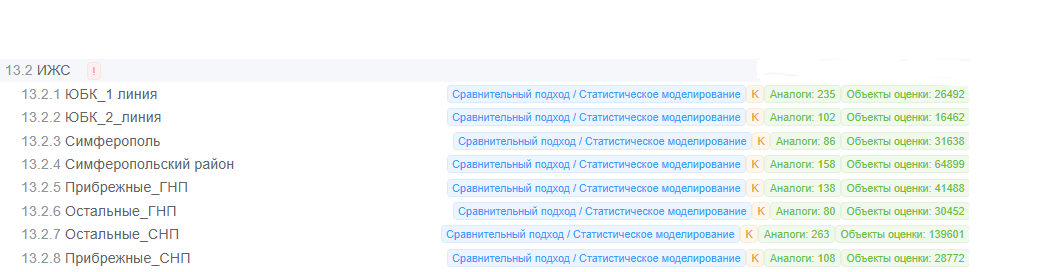 13.2 ИЖС !
13.2.1 ЮБК_1 линия Сравнительный подход / Статистическое моделирование К Аналоги: 235 Объекты оценки: 26492
13.2.2 ЮБК_2_линия Сравнительный подход / Статистическое моделирование К Аналоги: 102 Объекты оценки: 16462
13.2.3 Симферополь Сравнительный подход / Статистическое моделирование К Аналоги: 86 Объекты оценки: 31638
13.2.4 Симферопольский район Сравнительный подход / Статистическое моделирование К Аналоги: 158 Объекты оценки: 64899
13.2.5 Прибрежные_ГНП Сравнительный подход / Статистическое моделирование К Аналоги: 138 Объекты оценки: 41488
13.2.6 Остальные_ГНП Сравнительный подход / Статистическое моделирование К Аналоги: 80 Объекты оценки: 30452
13.2.7 Остальные_СНП Сравнительный подход / Статистическое моделирование К Аналоги: 263 Объекты оценки: 139601
13.2.8 Прибрежные_СНП Сравнительный подход / Статистическое моделирование К Аналоги: 108 Объекты оценки: 28772